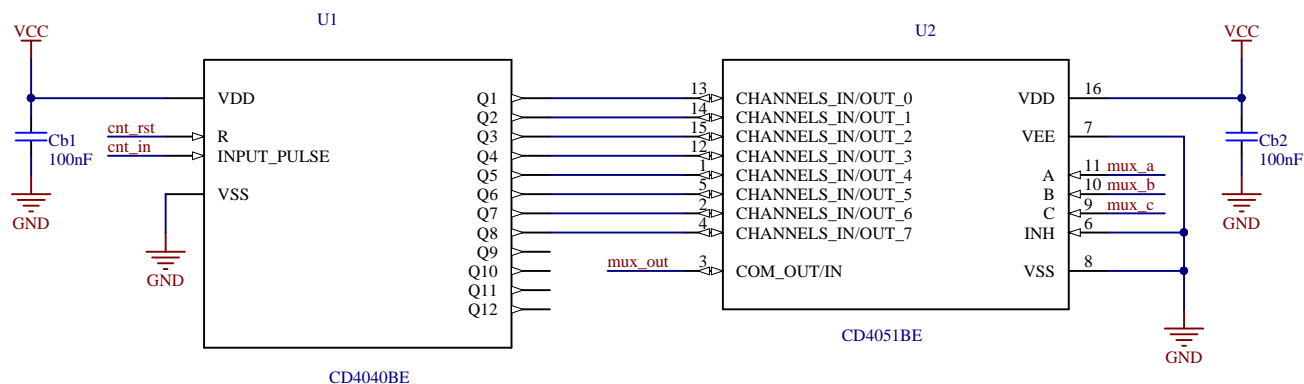 U1
U2
VCC
VCC
VDD
Q1
13
CHANNELS_IN/OUT_0
VDD
16
Q2
14
CHANNELS_IN/OUT_1
cnt_rst
R
Q3
15
CHANNELS_IN/OUT_2
VEE
7
Cb1
100nF
Cb2
100nF
cnt_in
INPUT_PULSE
Q4
12
CHANNELS_IN/OUT_3
Q5
1
CHANNELS_IN/OUT_4
A
11
mux_a
VSS
Q6
5
CHANNELS_IN/OUT_5
B
10
mux_b
Q7
2
CHANNELS_IN/OUT_6
C
9
mux_c
GND
GND
Q8
4
CHANNELS_IN/OUT_7
INH
6
Q9
Q10
mux_out
3
COM_OUT/IN
VSS
8
GND
Q11
Q12
CD4051BE
GND
CD4040BE